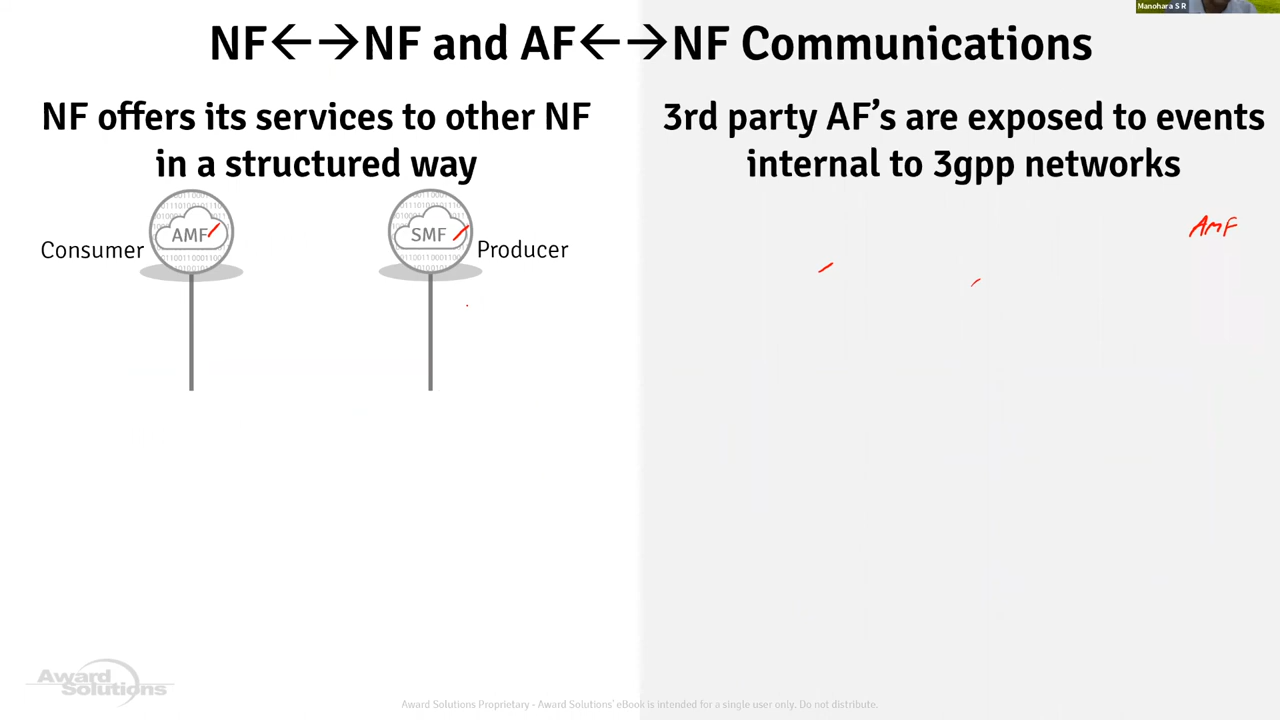 Manohara S R
NF←→NF and AF←→NF Communications
NF offers its services to other NF
in a structured way
Consumer
AMF
SMF
Producer
3rd party AF's are exposed to events
internal to 3gpp networks
AMF
Award
Solutions
Award Solutions Proprietary - Award Solutions' eBook is intended for a single user only. Do not distribute.